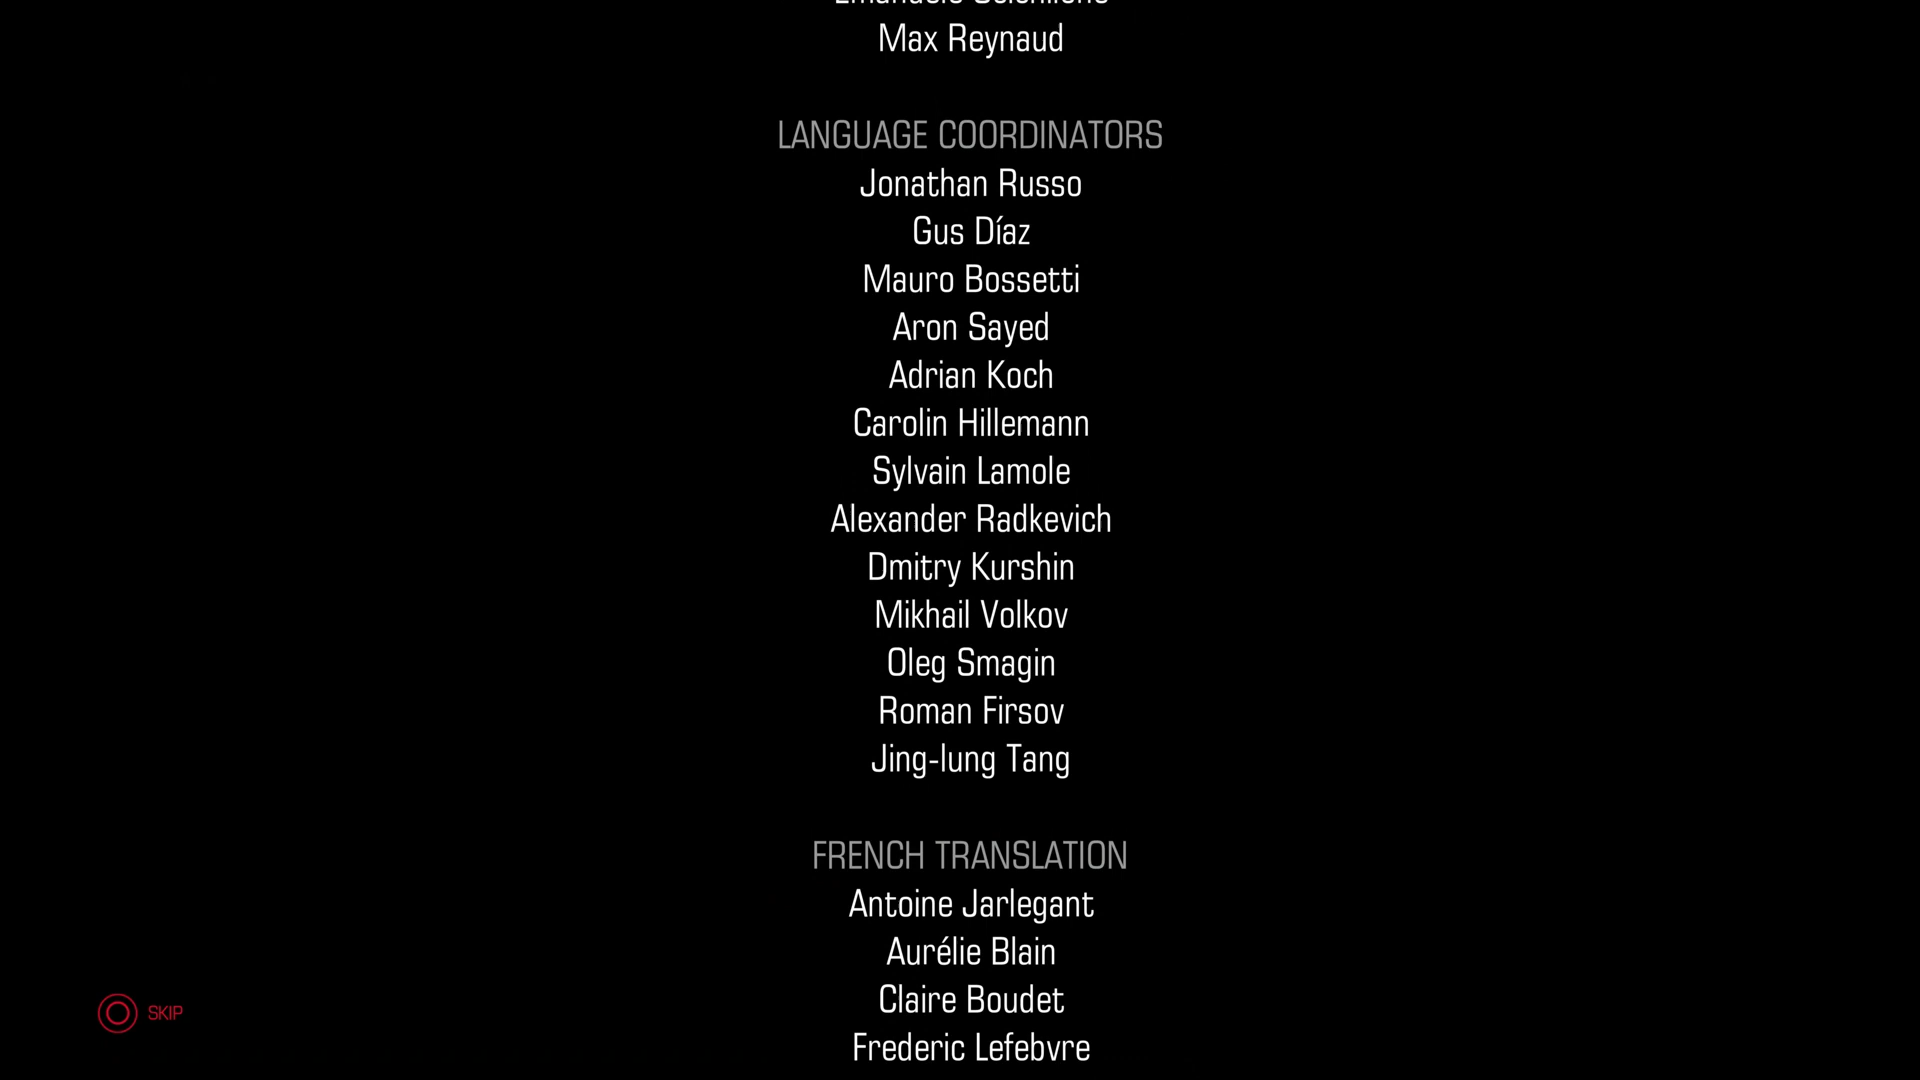 Max Reynaud
LANGUAGE COORDINATORS
Jonathan Russo
Gus Díaz
Mauro Bossetti
Aron Sayed
Adrian Koch
Carolin Hillemann
Sylvain Lamole
Alexander Radkevich
Dmitry Kurshin
Mikhail Volkov
Oleg Smagin
Roman Firsov
Jing-lung Tang
FRENCH TRANSLATION
Antoine Jarlegant
Aurélie Blain
Claire Boudet
SKIP
Frederic Lefebvre